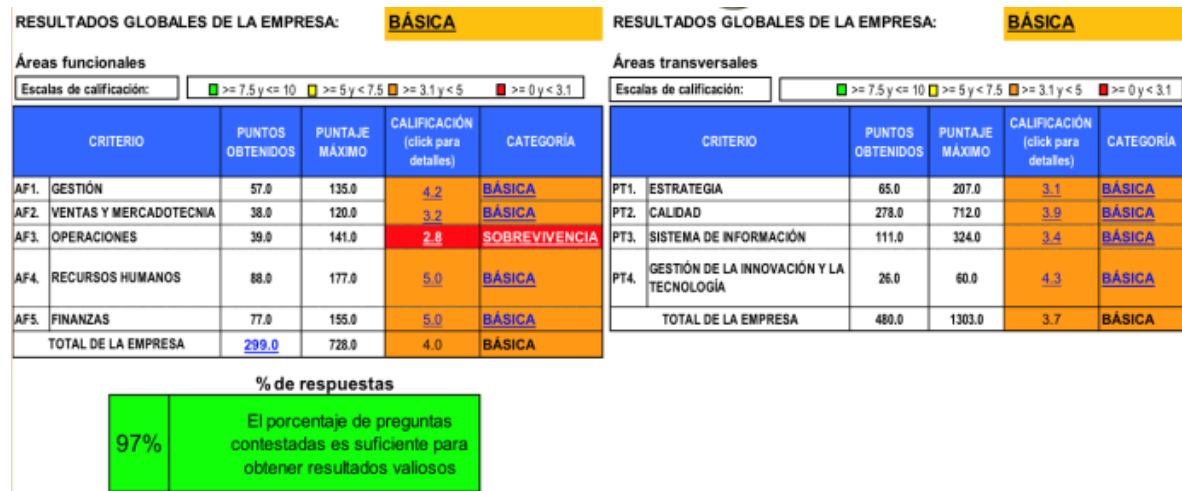 RESULTADOS GLOBALES DE LA EMPRESA: BÁSICA
Áreas funcionales
Escalas de calificación: >= 7.5 y <= 10 >= 5 y < 7.5 >= 3.1 y < 5 >= 0 y < 3.1
CRITERIO PUNTOS OBTENIDOS PUNTAJE MÁXIMO CALIFICACIÓN (click para detalles) CATEGORÍA
AF1. GESTIÓN 57.0 135.0 4.2 BÁSICA
AF2. VENTAS Y MERCADOTECNIA 38.0 120.0 3.2 BÁSICA
AF3. OPERACIONES 39.0 141.0 2.8 SOBREVIVENCIA
AF4. RECURSOS HUMANOS 88.0 177.0 5.0 BÁSICA
AF5. FINANZAS 77.0 155.0 5.0 BÁSICA
TOTAL DE LA EMPRESA 299.0 728.0 4.0 BÁSICA
% de respuestas
97%
El porcentaje de preguntas
contestadas es suficiente para
obtener resultados valiosos
RESULTADOS GLOBALES DE LA EMPRESA: BÁSICA
Áreas transversales
Escalas de calificación: >= 7.5 y <= 10 >= 5 y < 7.5 >= 3.1 y < 5 >= 0 y < 3.1
CRITERIO PUNTOS OBTENIDOS PUNTAJE MÁXIMO CALIFICACIÓN (click para detalles) CATEGORÍA
PT1. ESTRATEGIA 65.0 207.0 3.1 BÁSICA
PT2. CALIDAD 278.0 712.0 3.9 BÁSICA
PT3. SISTEMA DE INFORMACIÓN 111.0 324.0 3.4 BÁSICA
PT4. GESTIÓN DE LA INNOVACIÓN Y LA TECNOLOGÍA 26.0 60.0 4.3 BÁSICA
TOTAL DE LA EMPRESA 480.0 1303.0 3.7 BÁSICA